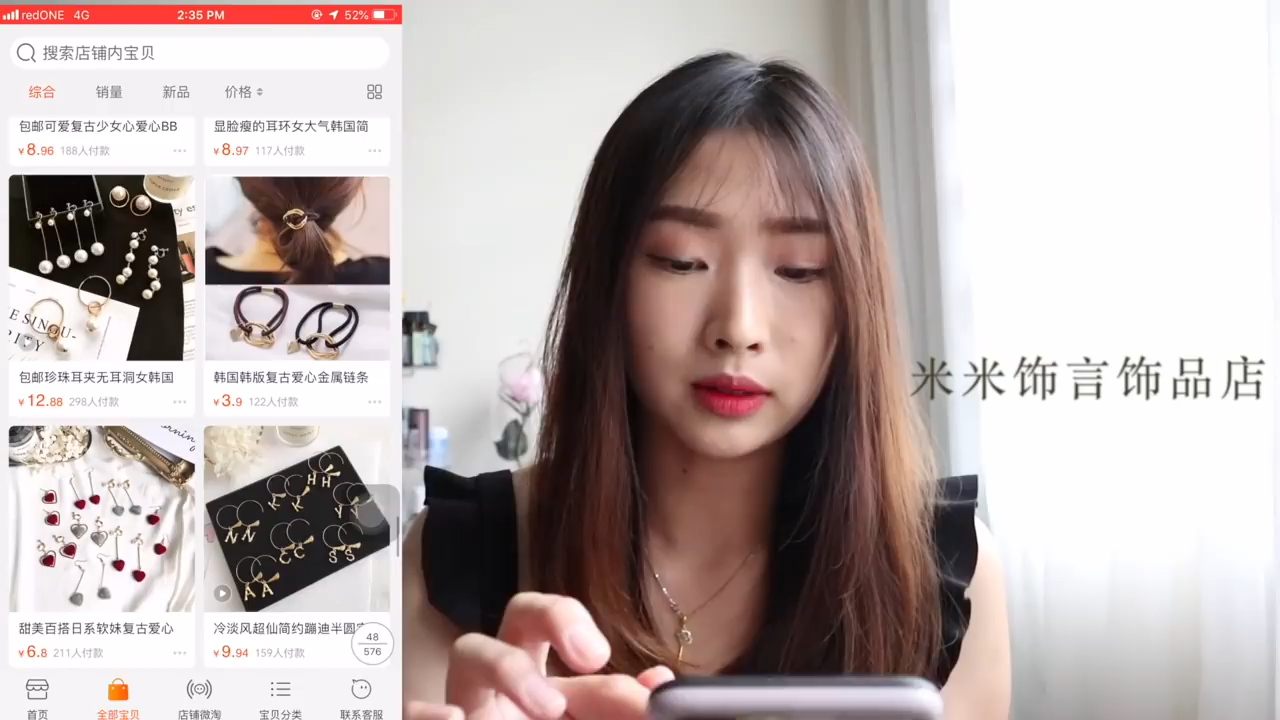 redONE 4G 2:35 PM 52%
搜索店铺内宝贝
综合 销量 新品 价格
包邮可爱复古少女心爱心BB
¥8.96 188人付款
显脸瘦的耳环女大气韩国简
¥8.97 117人付款
包邮珍珠耳夹无耳洞女韩国
¥12.88 298人付款
韩国韩版复古爱心金属链条
¥3.9 122人付款
H H
K K
Y Y
N N
C C
S S
A A
甜美百搭日系软妹复古爱心
¥6.8 211人付款
冷淡风超仙简约蹦迪半圆
¥9.94 159人付款
48
576
首页 全部宝贝 店铺微淘 宝贝分类 联系客服
米米饰言饰品店